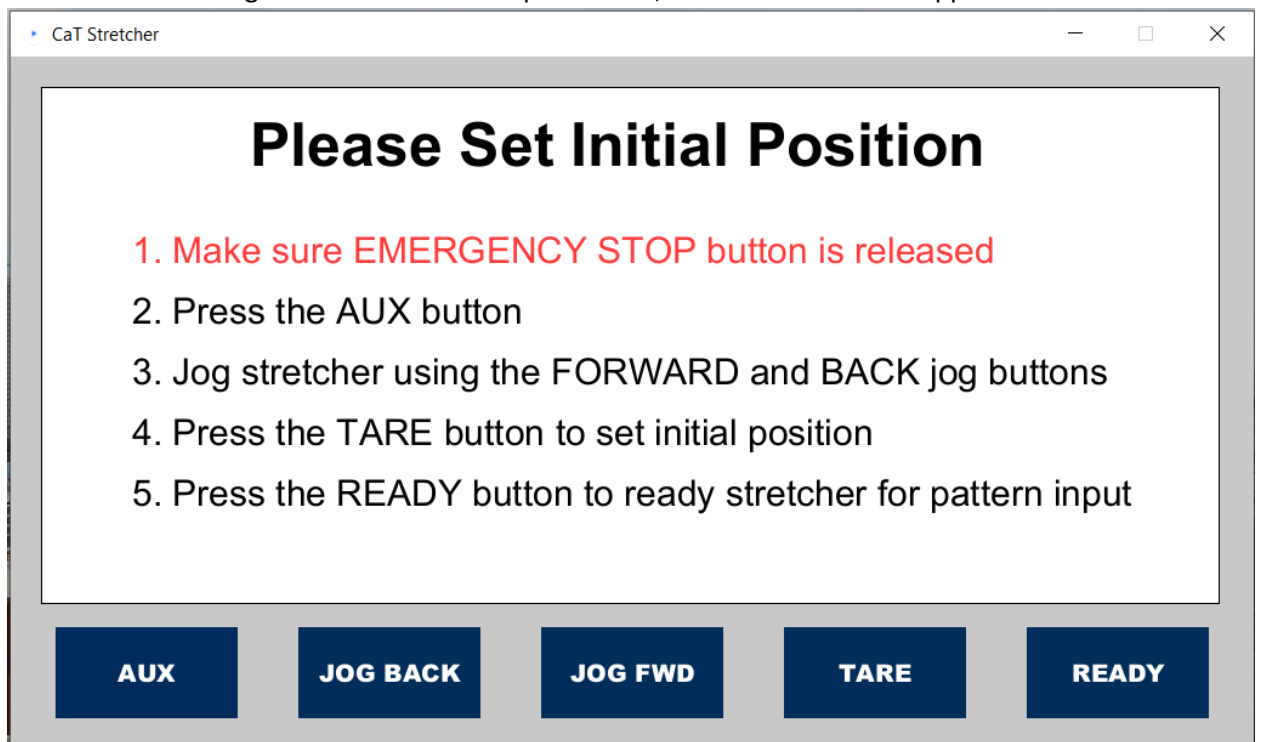 CaT Stretcher
Please Set Initial Position
1. Make sure EMERGENCY STOP button is released
2. Press the AUX button
3. Jog stretcher using the FORWARD and BACK jog buttons
4. Press the TARE button to set initial position
5. Press the READY button to ready stretcher for pattern input
AUX JOG BACK JOG FWD TARE READY